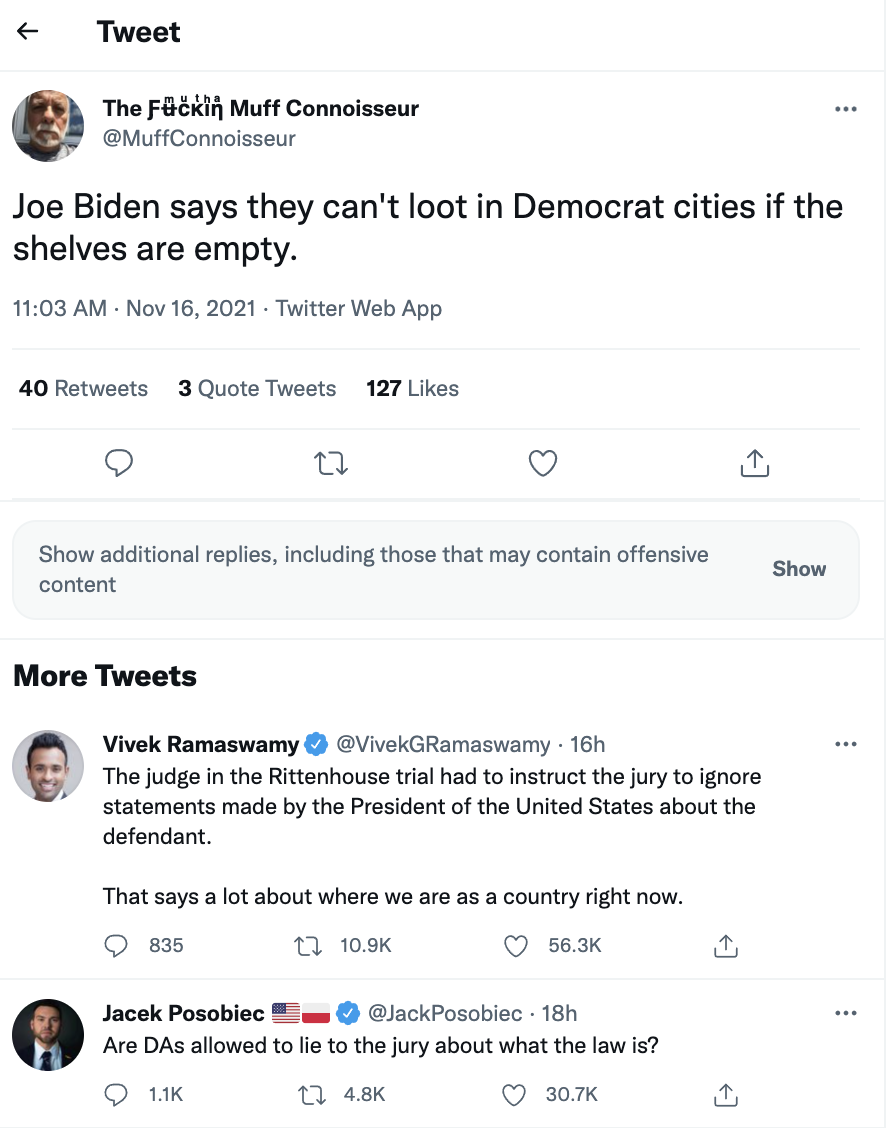 Tweet
The Ƒʉ̈ćĸïƞ Muff Connoisseur
m u t h a
@MuffConnoisseur
Joe Biden says they can't loot in Democrat cities if the
shelves are empty.
11:03 AM · Nov 16, 2021 · Twitter Web App
40 Retweets 3 Quote Tweets 127 Likes
Show additional replies, including those that may contain offensive
content
Show
More Tweets
Vivek Ramaswamy @VivekGRamaswamy · 16h
The judge in the Rittenhouse trial had to instruct the jury to ignore
statements made by the President of the United States about the
defendant.
That says a lot about where we are as a country right now.
835 10.9K 56.3K
Jacek Posobiec 🇺🇸🇵🇱 @JackPosobiec · 18h
Are DAs allowed to lie to the jury about what the law is?
1.1K 4.8K 30.7K